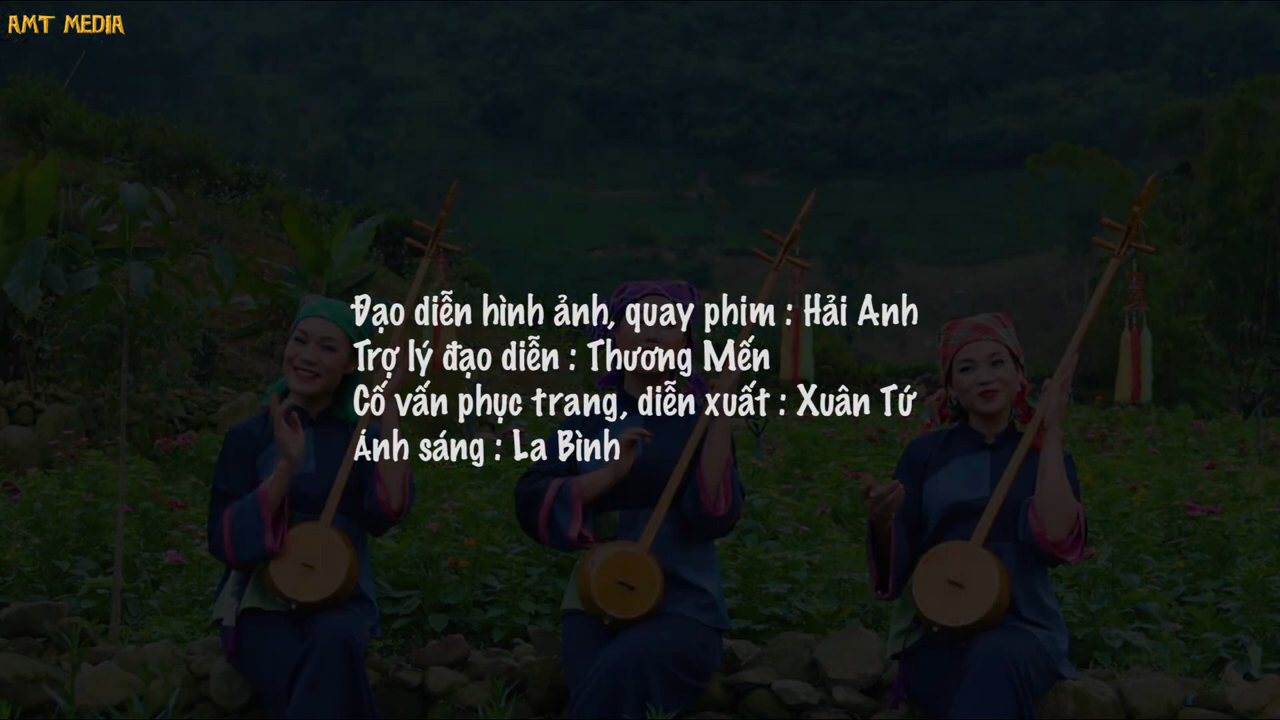 AMT MEDIA
Đạo diễn hình ảnh, quay phim : Hải Anh
Trợ lý đạo diễn : Thương Mến
Cố vấn phục trang, diễn xuất : Xuân Tứ
Ánh sáng : La Bình